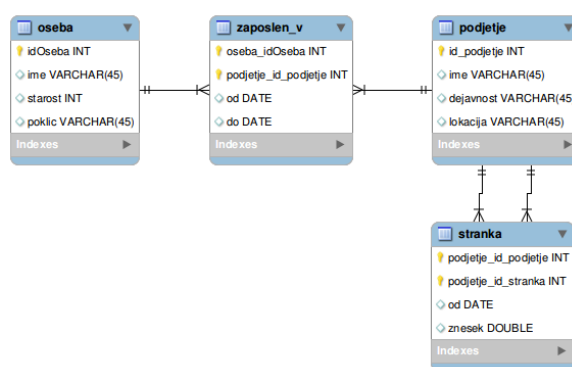 oseba
idOseba INT
ime VARCHAR(45)
starost INT
poklic VARCHAR(45)
Indexes
zaposlen_v
oseba_idOseba INT
podjetje_id_podjetje INT
od DATE
do DATE
Indexes
podjetje
id_podjetje INT
ime VARCHAR(45)
dejavnost VARCHAR(45
lokacija VARCHAR(45)
Indexes
stranka
podjetje_id_podjetje INT
podjetje_id_stranka INT
od DATE
znesek DOUBLE
Indexes